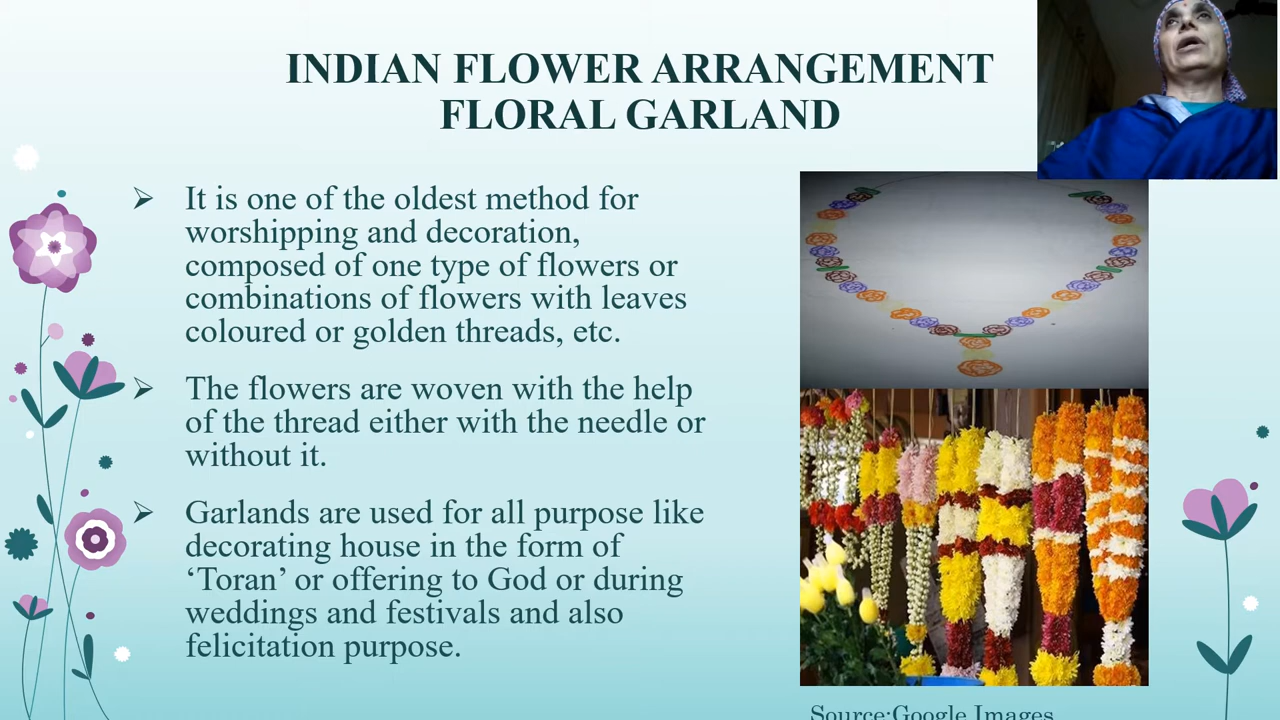 INDIAN FLOWER ARRANGEMENT
FLORAL GARLAND
➢ It is one of the oldest method for
worshipping and decoration,
composed of one type of flowers or
combinations of flowers with leaves
coloured or golden threads, etc.
➢ The flowers are woven with the help
of the thread either with the needle or
without it.
➢ Garlands are used for all purpose like
decorating house in the form of
‘Toran’ or offering to God or during
weddings and festivals and also
felicitation purpose.
Source:Google Images